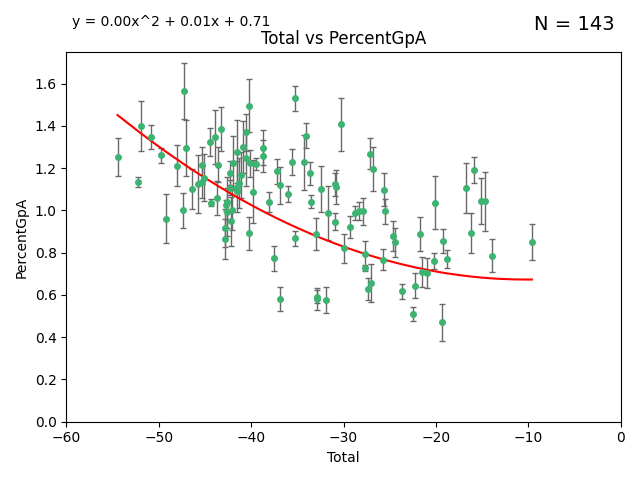 y = 0.00x^2 + 0.01x + 0.71
N = 143
Total vs PercentGpA
PercentGpA
1.6
1.4
1.2
1.0
0.8
0.6
0.4
0.2
0.0
−60 −50 −40 −30 −20 −10 0
Total